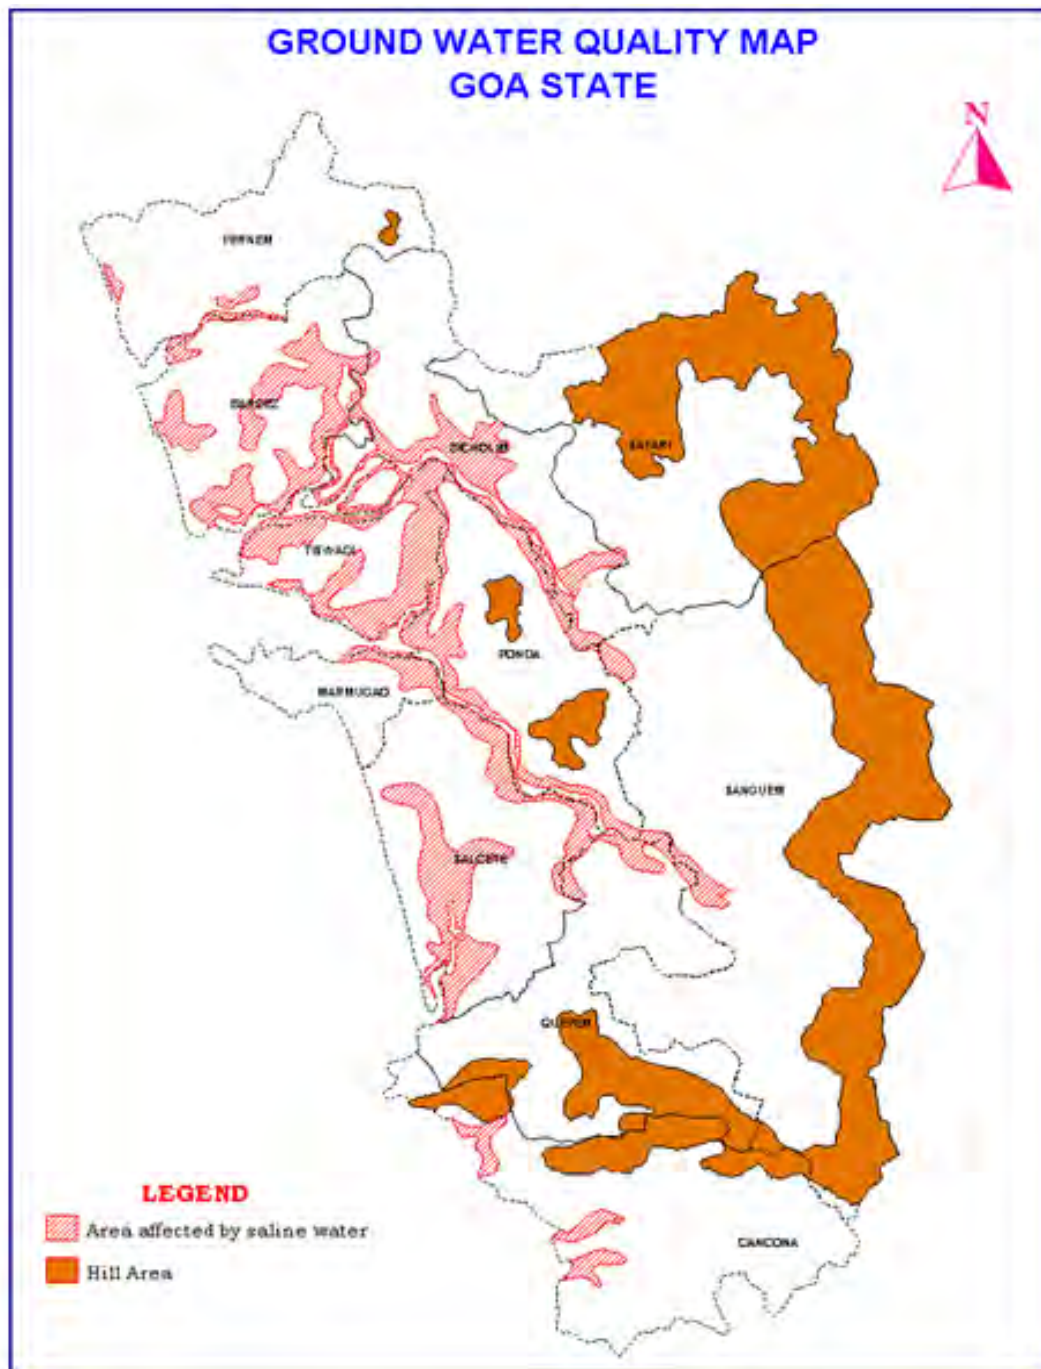 GROUND WATER QUALITY MAP
GOA STATE
N
PERNEM
BARDEZ
BICHOLIM
SATARI
TISWADI
PONDA
MARMUGAO
SANGUEM
SALCETE
QUEPEM
CANCONA
LEGEND
Area affected by saline water
Hill Area